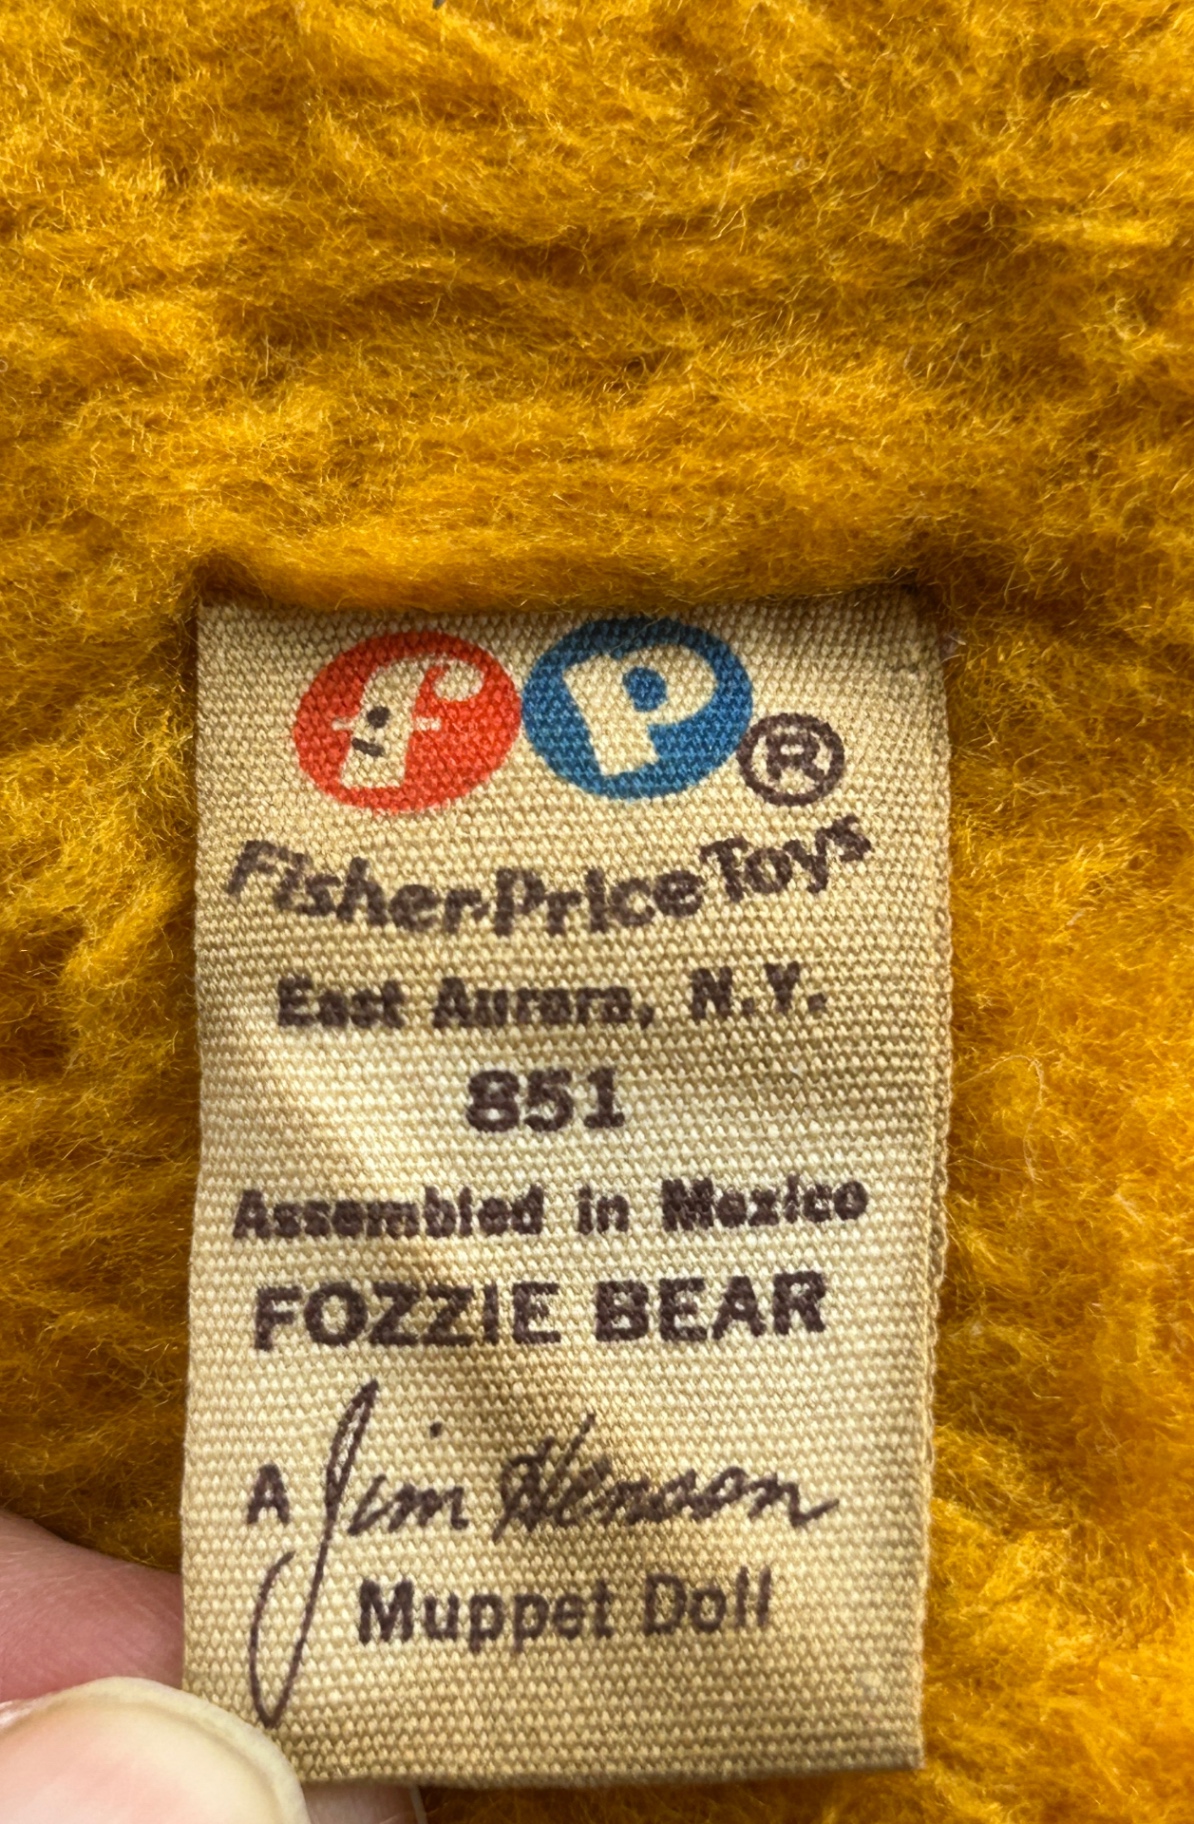 fp®
Fisher-Price Toys
East Aurora, N.Y.
851
Assembled in Mexico
FOZZIE BEAR
A Jim Henson
Muppet Doll